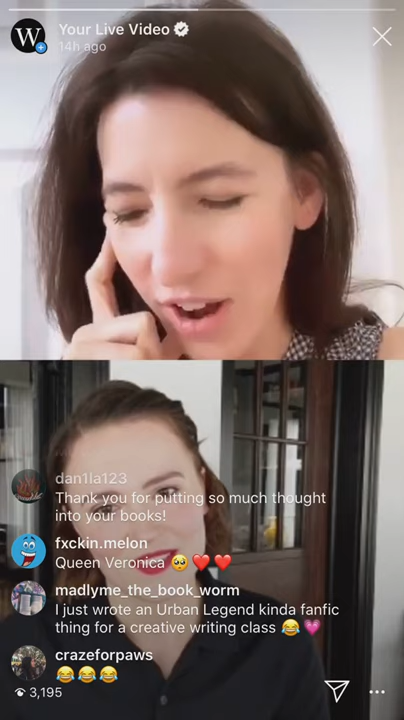 W
Your Live Video
14h ago
dan1la123
Thank you for putting so much thought
into your books!
fxckin.melon
Queen Veronica 🥺❤️❤️
madlyme_the_book_worm
I just wrote an Urban Legend kinda fanfic
thing for a creative writing class 😂💗
crazeforpaws
😂😂😂
3,195